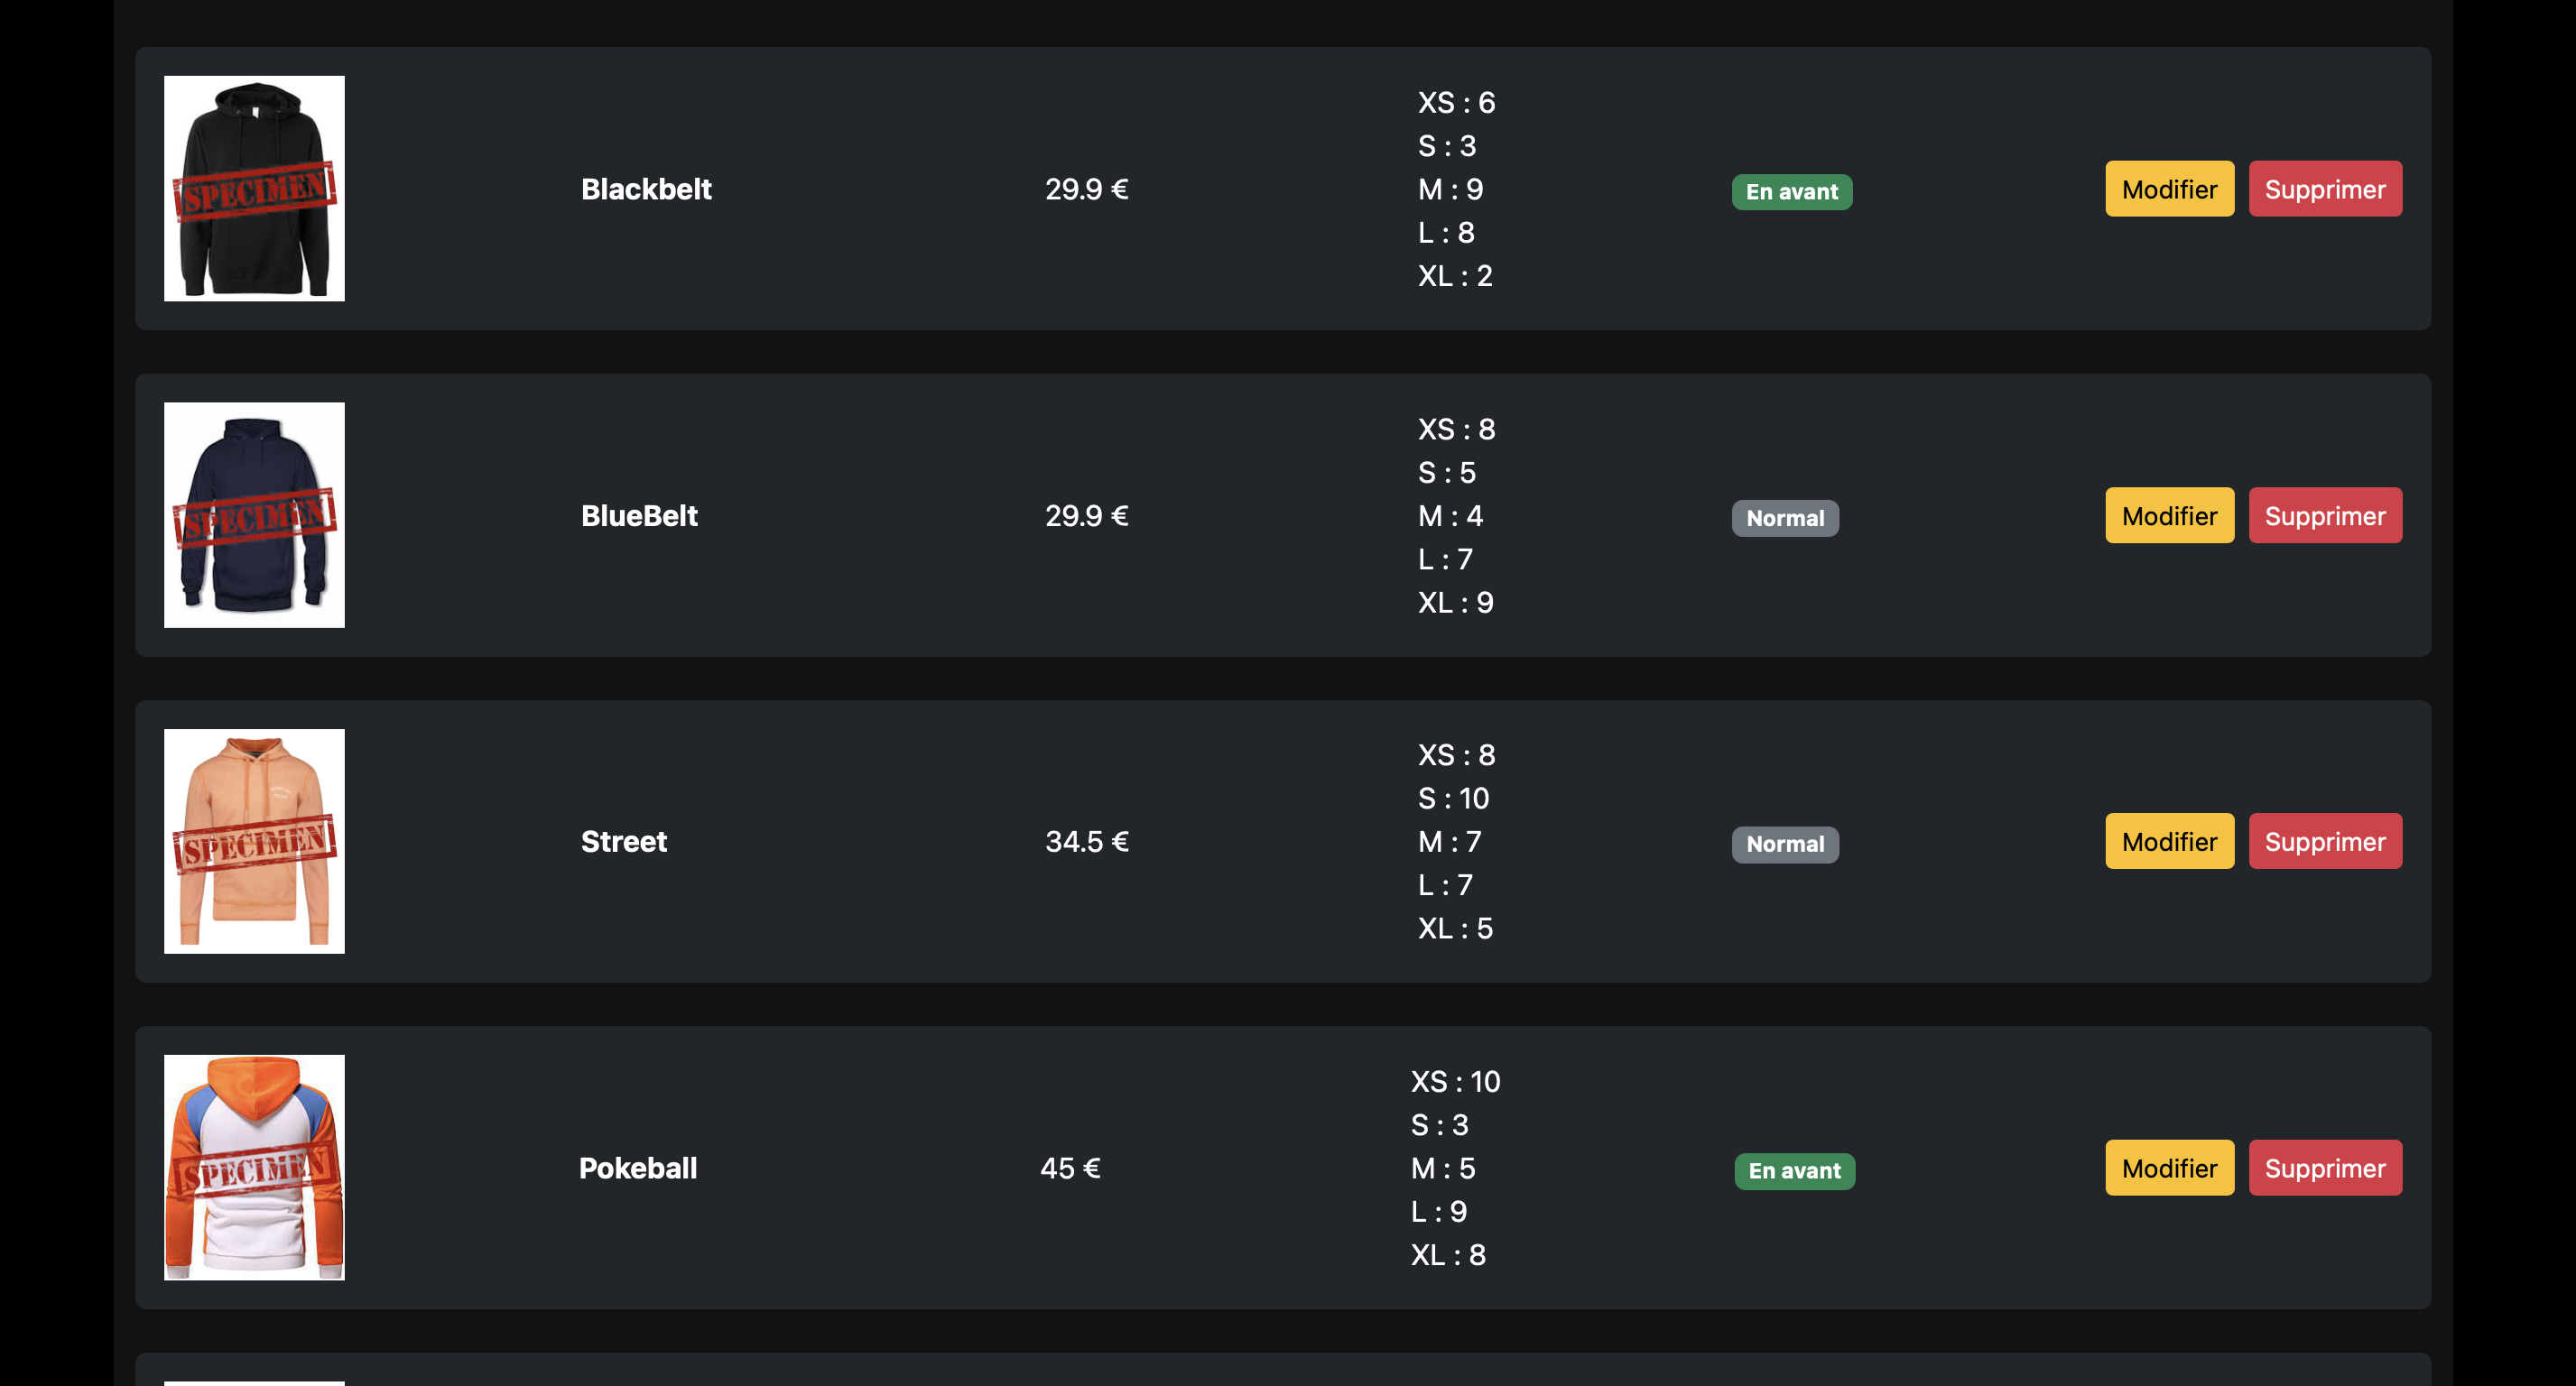 SPECIMEN
Blackbelt
29.9 €
XS : 6
S : 3
M : 9
L : 8
XL : 2
En avant
Modifier
Supprimer
SPECIMEN
BlueBelt
29.9 €
XS : 8
S : 5
M : 4
L : 7
XL : 9
Normal
Modifier
Supprimer
SPECIMEN
Street
34.5 €
XS : 8
S : 10
M : 7
L : 7
XL : 5
Normal
Modifier
Supprimer
SPECIMEN
Pokeball
45 €
XS : 10
S : 3
M : 5
L : 9
XL : 8
En avant
Modifier
Supprimer